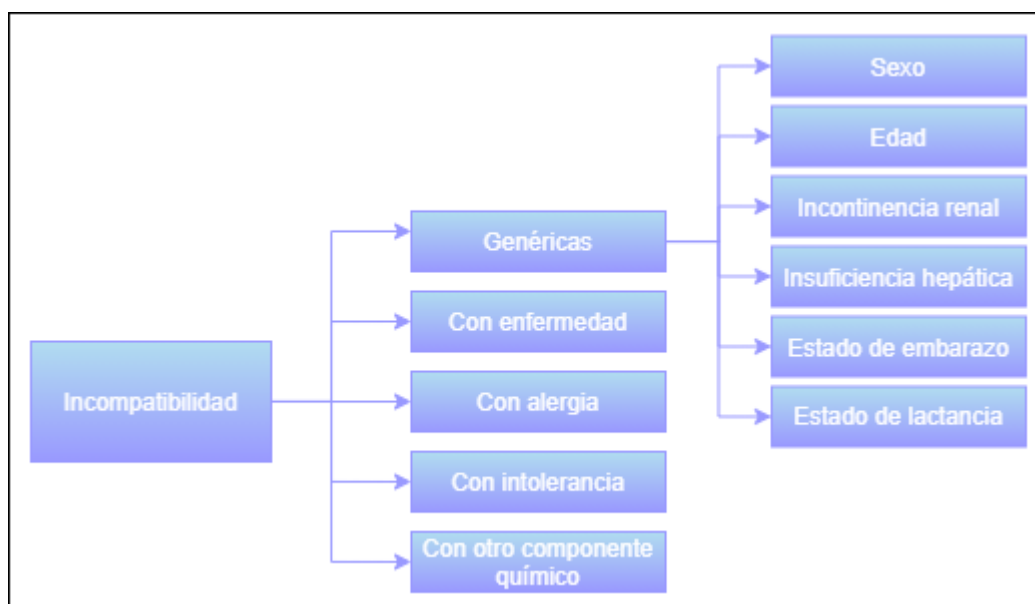 Sexo
Edad
Incontinencia renal
Genéricas
Insuficiencia hepática
Con enfermedad
Estado de embarazo
Incompatibilidad
Con alergia
Estado de lactancia
Con intolerancia
Con otro componente
químico